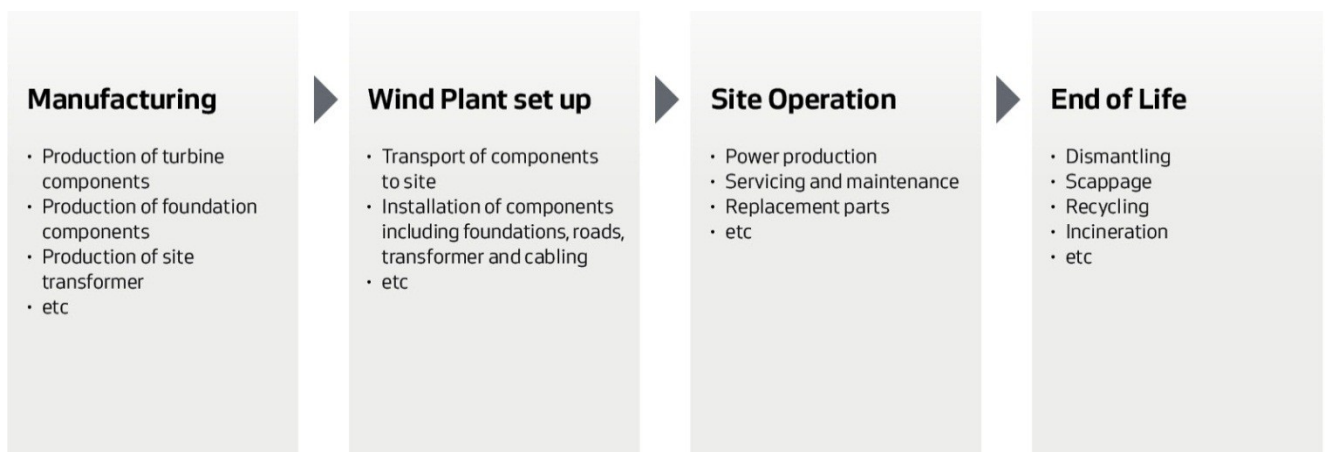 Manufacturing
• Production of turbine
components
• Production of foundation
components
• Production of site
transformer
• etc
Wind Plant set up
• Transport of components
to site
• Installation of components
including foundations, roads,
transformer and cabling
• etc
Site Operation
• Power production
• Servicing and maintenance
• Replacement parts
• etc
End of Life
• Dismantling
• Scappage
• Recycling
• Incineration
• etc